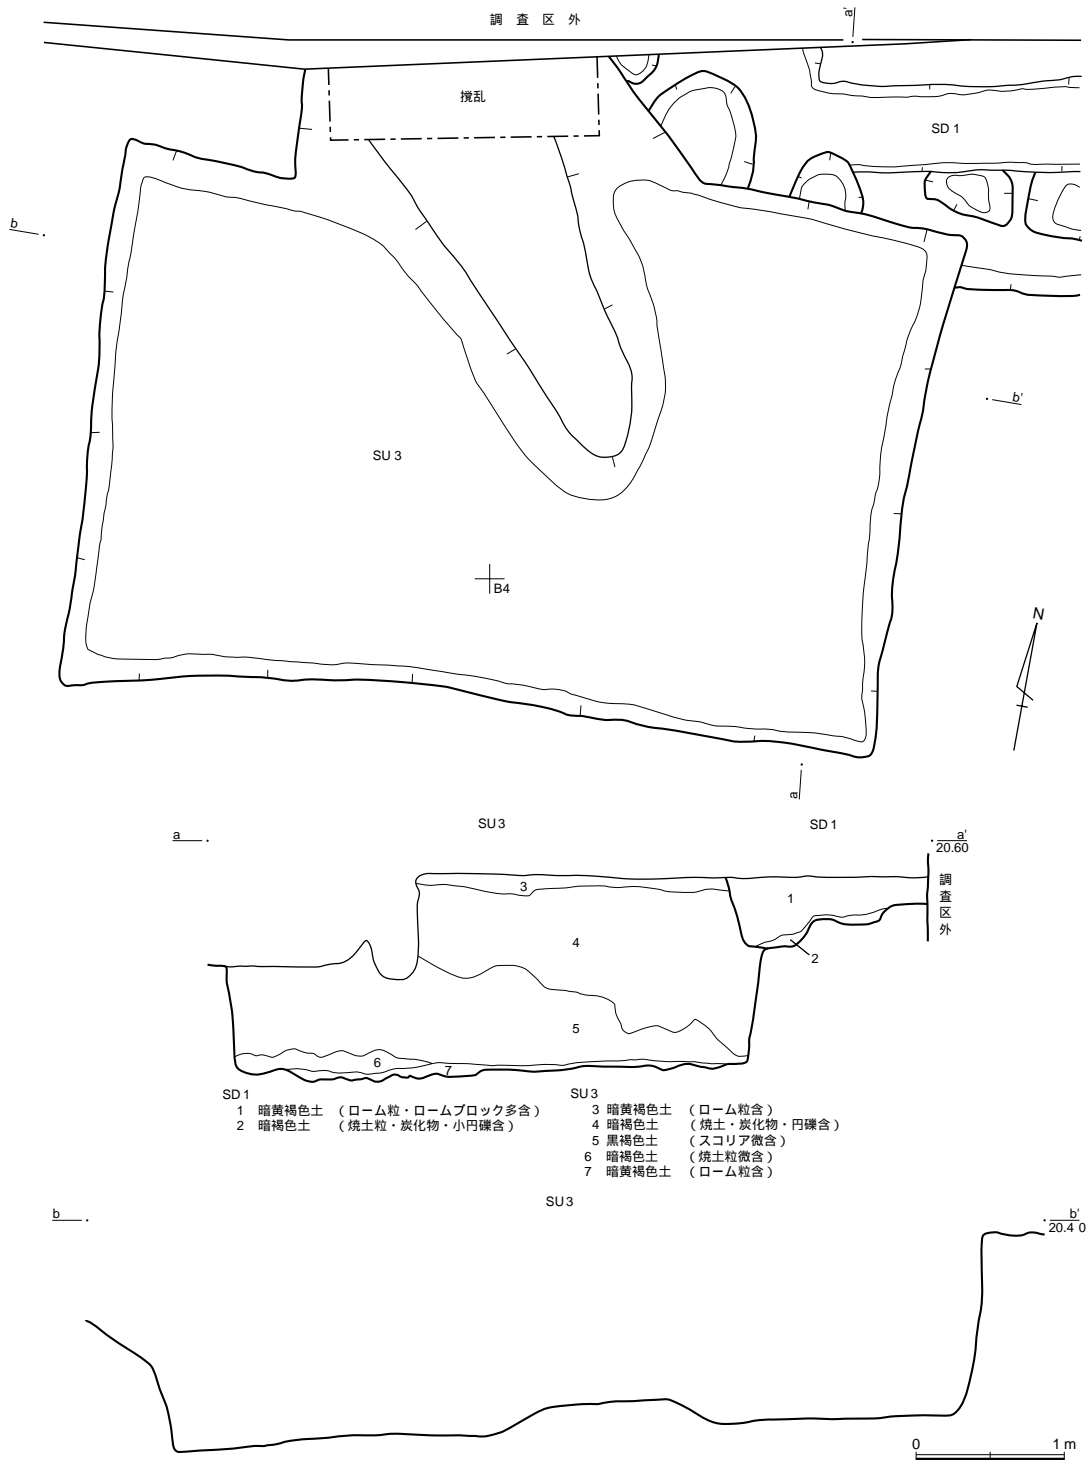 調査区外
a'
撹乱
SD 1
b
b'
SU 3
B4
N
a
SU 3
SD 1
a
a'
20.60
3
1
調査区外
4
2
5
6
7
SD 1
1 暗黄褐色土 (ローム粒・ロームブロック多含)
2 暗褐色土 (焼土粒・炭化物・小円礫含)
SU 3
3 暗黄褐色土 (ローム粒含)
4 暗褐色土 (焼土・炭化物・円礫含)
5 黒褐色土 (スコリア微含)
6 暗褐色土 (焼土粒微含)
7 暗黄褐色土 (ローム粒含)
SU 3
b
b'
20.40
0 1 m